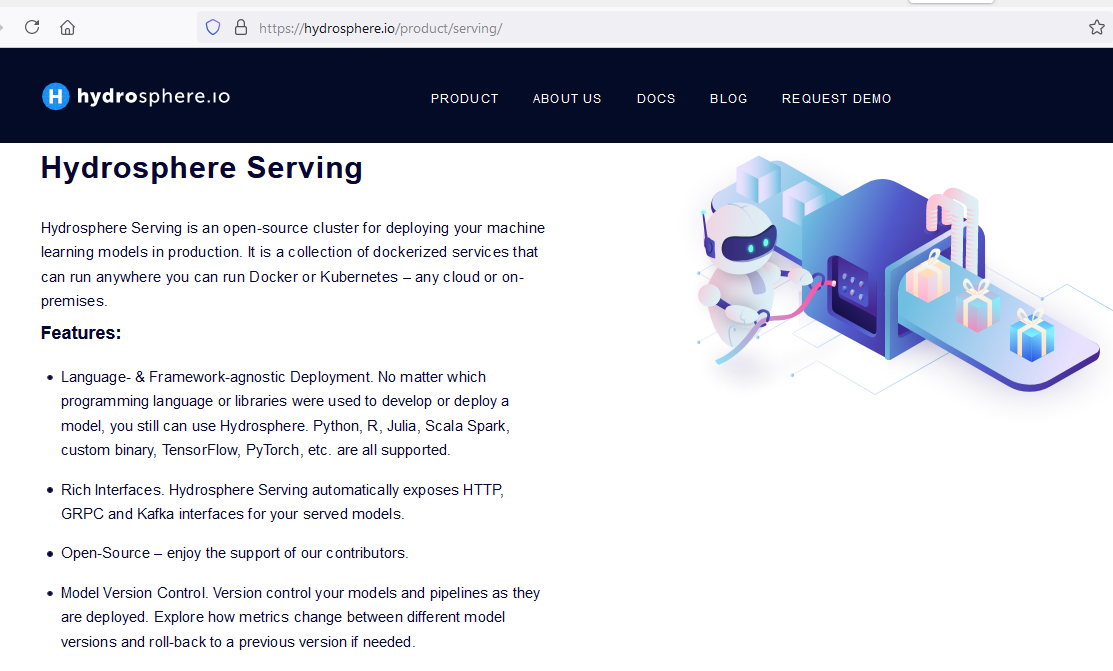 https://hydrosphere.io/product/serving/
H hydrosphere.io
PRODUCT ABOUT US DOCS BLOG REQUEST DEMO
Hydrosphere Serving
Hydrosphere Serving is an open-source cluster for deploying your machine
learning models in production. It is a collection of dockerized services that
can run anywhere you can run Docker or Kubernetes – any cloud or on-
premises.
Features:
• Language- & Framework-agnostic Deployment. No matter which
programming language or libraries were used to develop or deploy a
model, you still can use Hydrosphere. Python, R, Julia, Scala Spark,
custom binary, TensorFlow, PyTorch, etc. are all supported.
• Rich Interfaces. Hydrosphere Serving automatically exposes HTTP,
GRPC and Kafka interfaces for your served models.
• Open-Source – enjoy the support of our contributors.
• Model Version Control. Version control your models and pipelines as they
are deployed. Explore how metrics change between different model
versions and roll-back to a previous version if needed.